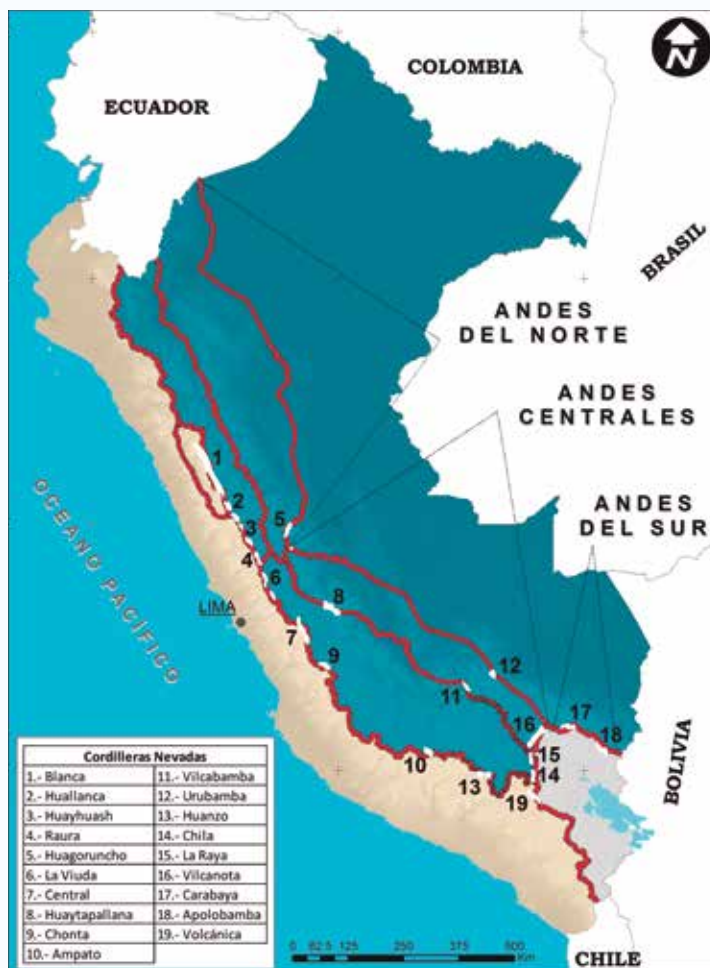 N
COLOMBIA
ECUADOR
BRASIL
ANDES
DEL NORTE
ANDES
CENTRALES
ANDES
DEL SUR
OCEANO PACÍFICO
LIMA
BOLIVIA
CHILE
1
2
3
4
5
6
7
8
9
10
11
12
13
14
15
16
17
18
19
Cordilleras Nevadas
1.- Blanca
2.- Huallanca
3.- Huayhuash
4.- Raura
5.- Huagoruncho
6.- La Viuda
7.- Central
8.- Huaytapallana
9.- Chonta
10.- Ampato
11.- Vilcabamba
12.- Urubamba
13.- Huanzo
14.- Chila
15.- La Raya
16.- Vilcanota
17.- Carabaya
18.- Apolobamba
19.- Volcánica
0 62.5 125 250 375 500
Km